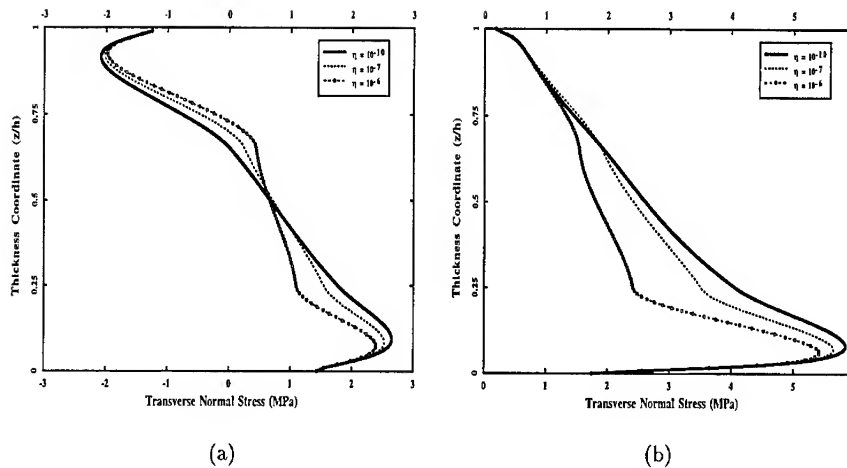 -3 -2 -1 0 1 2 3
1
0.75
0.5
0.25
0
Thickness Coordinate (z/h)
η = 10-10
η = 10-7
η = 10-6
-3 -2 -1 0 1 2 3
Transverse Normal Stress (MPa)
(a)
0 1 2 3 4 5
1
0.75
0.5
0.25
0
Thickness Coordinate (z/h)
η = 10-10
η = 10-7
η = 10-6
0 1 2 3 4 5
Transverse Normal Stress (MPa)
(b)